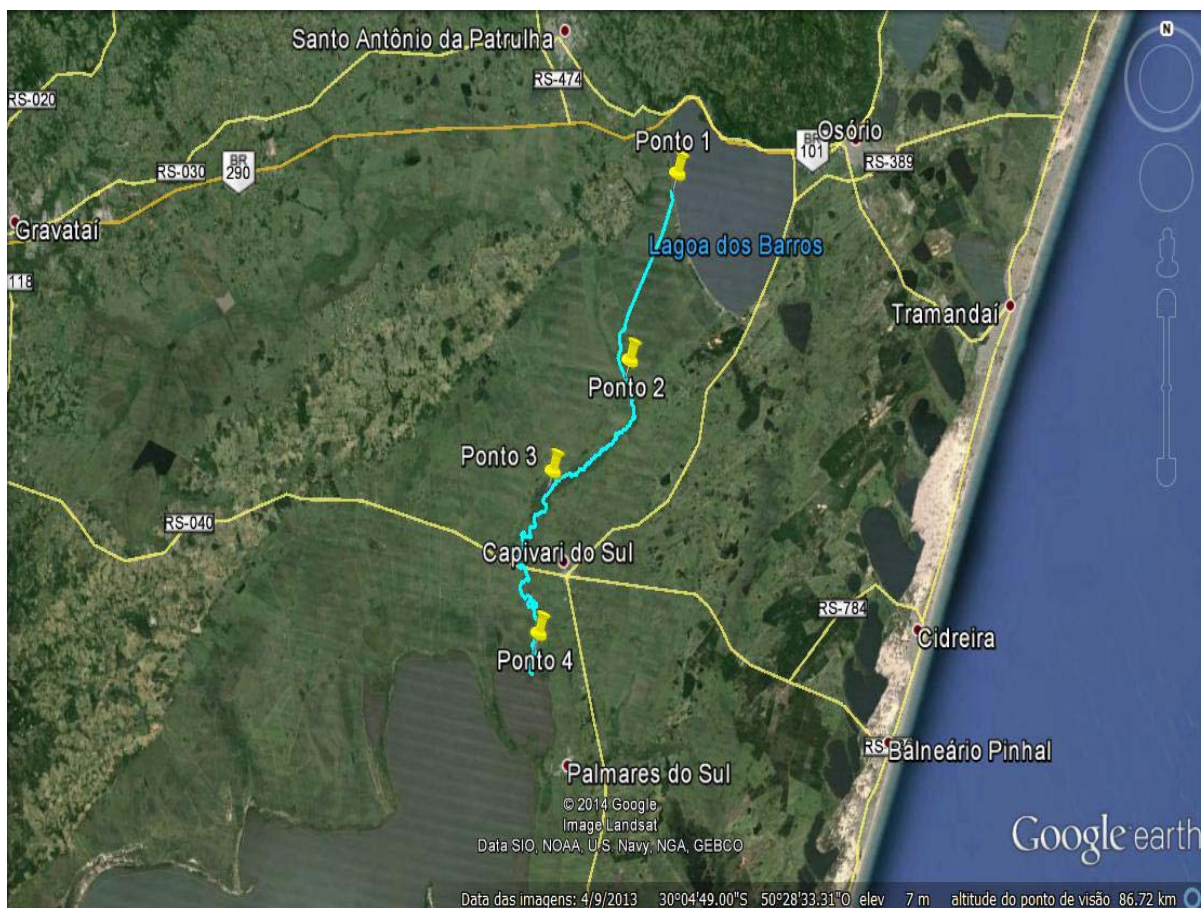 N
Santo Antônio da Patrulha
RS-474
RS-020
Osório
BR
101
Ponto 1
RS-389
RS-030
BR
290
Gravataí
Lagoa dos Barros
118
Tramandaí
Ponto 2
Ponto 3
RS-040
Capivari do Sul
RS-784
Cidreira
Ponto 4
Balneário Pinhal
Palmares do Sul
© 2014 Google
Image Landsat
Data SIO, NOAA, U.S. Navy, NGA, GEBCO
Google earth
Data das imagens: 4/9/2013 30°04'49.00"S 50°28'33.31"O elev 7 m altitude do ponto de visão 86.72 km